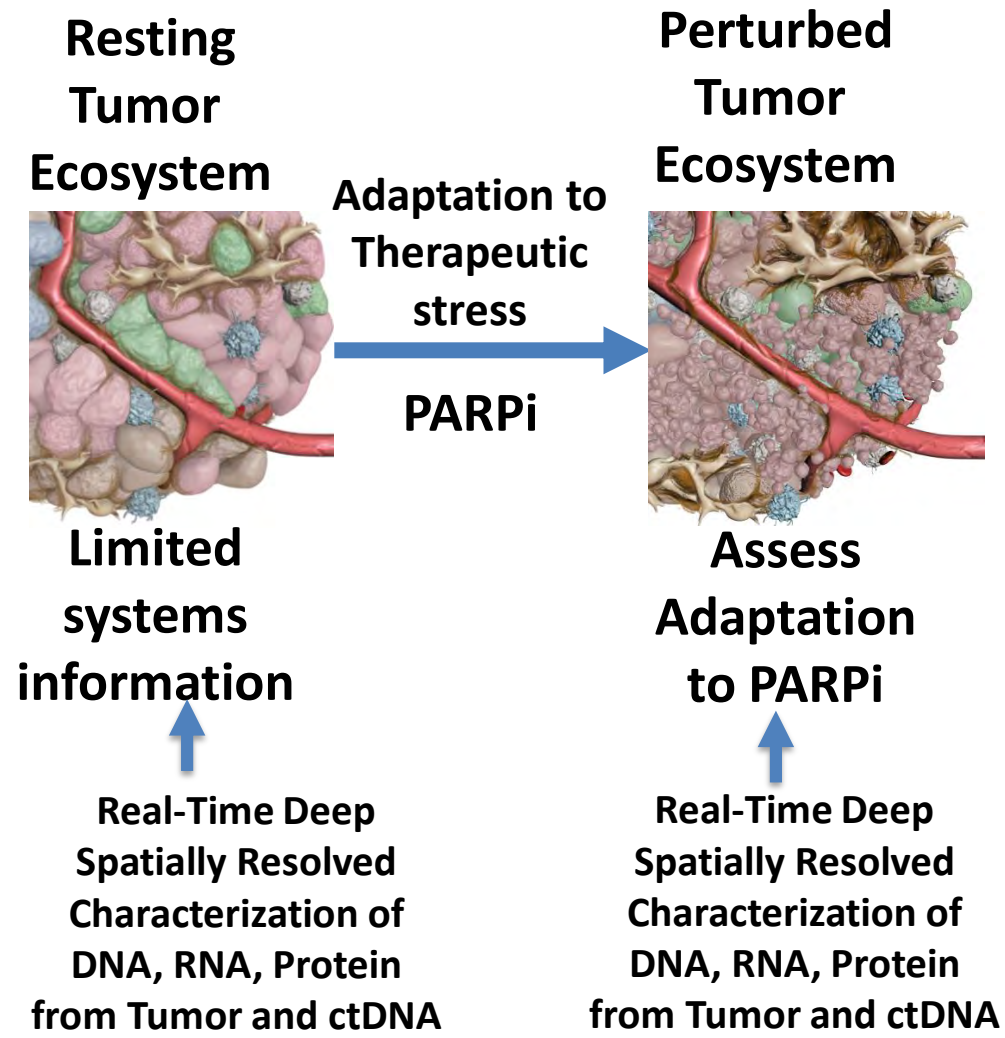 Resting
Tumor
Ecosystem
Adaptation to
Therapeutic
stress
PARPi
Perturbed
Tumor
Ecosystem
Limited
systems
information
Real-Time Deep
Spatially Resolved
Characterization of
DNA, RNA, Protein
from Tumor and ctDNA
Assess
Adaptation
to PARPi
Real-Time Deep
Spatially Resolved
Characterization of
DNA, RNA, Protein
from Tumor and ctDNA